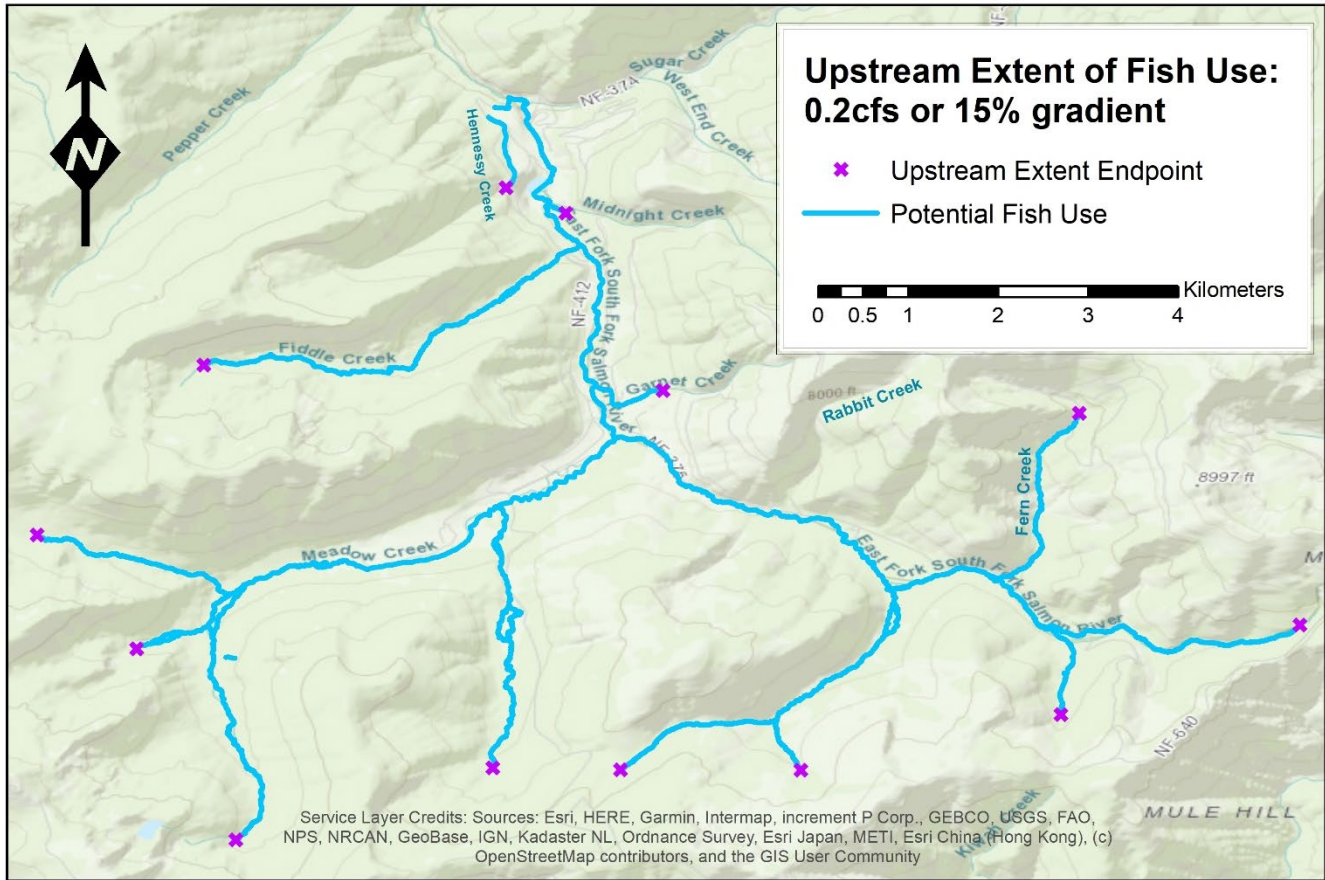 Upstream Extent of Fish Use:
0.2cfs or 15% gradient
Upstream Extent Endpoint
Potential Fish Use
Kilometers
0 0.5 1 2 3 4
N
Pepper Creek
Sugar Creek
NF-374
West End Creek
Hennessy Creek
Midnight Creek
East Fork South Fork Salmon River
NF-412
Fiddle Creek
Garnet Creek
8000 ft
Rabbit Creek
Fern Creek
8997 ft
Meadow Creek
East Fork South Fork Salmon River
NF-640
MULE HILL
Service Layer Credits: Sources: Esri, HERE, Garmin, Intermap, increment P Corp., GEBCO, USGS, FAO,
NPS, NRCAN, GeoBase, IGN, Kadaster NL, Ordnance Survey, Esri Japan, METI, Esri China (Hong Kong), (c)
OpenStreetMap contributors, and the GIS User Community